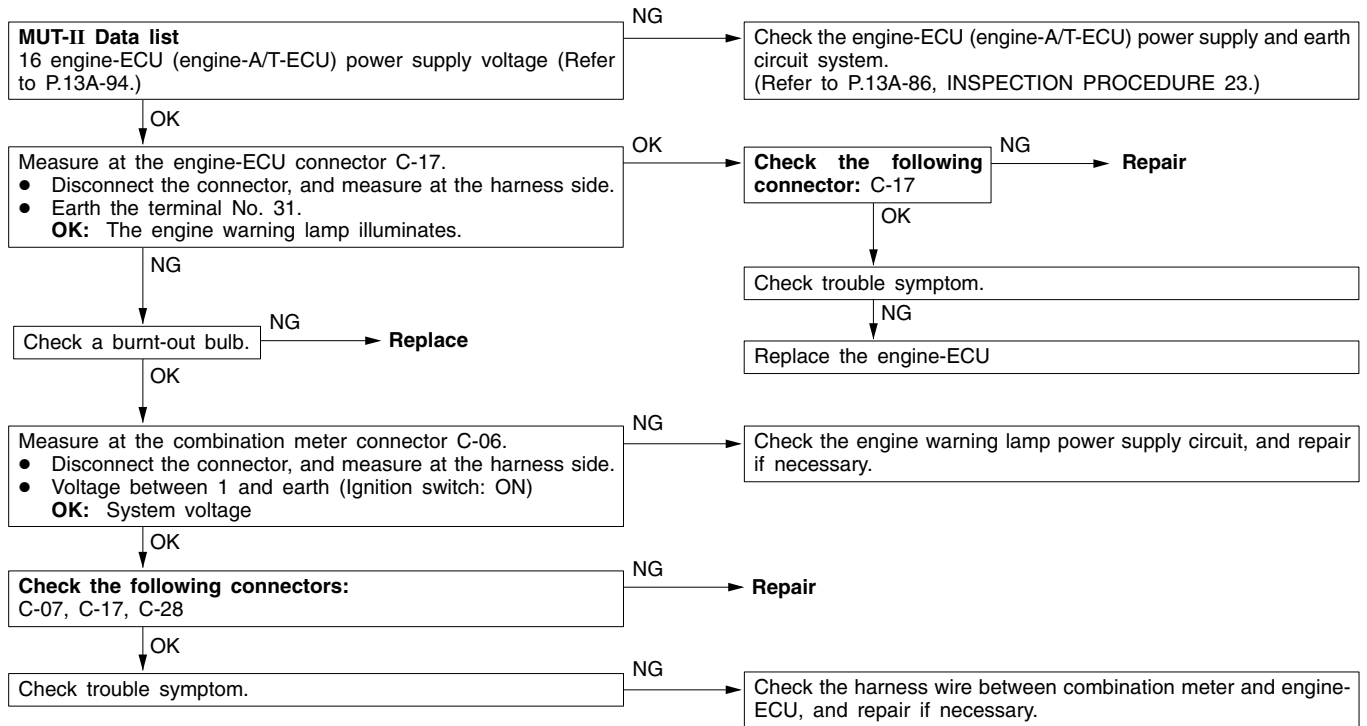 MUT-II Data list
16 engine-ECU (engine-A/T-ECU) power supply voltage (Refer
to P.13A-94.)
NG
Check the engine-ECU (engine-A/T-ECU) power supply and earth
circuit system.
(Refer to P.13A-86, INSPECTION PROCEDURE 23.)
OK
Measure at the engine-ECU connector C-17.
● Disconnect the connector, and measure at the harness side.
● Earth the terminal No. 31.
OK: The engine warning lamp illuminates.
OK
Check the following
connector: C-17
NG
Repair
OK
Check trouble symptom.
NG
Replace the engine-ECU
NG
Check a burnt-out bulb.
NG
Replace
OK
Measure at the combination meter connector C-06.
● Disconnect the connector, and measure at the harness side.
● Voltage between 1 and earth (Ignition switch: ON)
OK: System voltage
NG
Check the engine warning lamp power supply circuit, and repair
if necessary.
OK
Check the following connectors:
C-07, C-17, C-28
NG
Repair
OK
Check trouble symptom.
NG
Check the harness wire between combination meter and engine-
ECU, and repair if necessary.